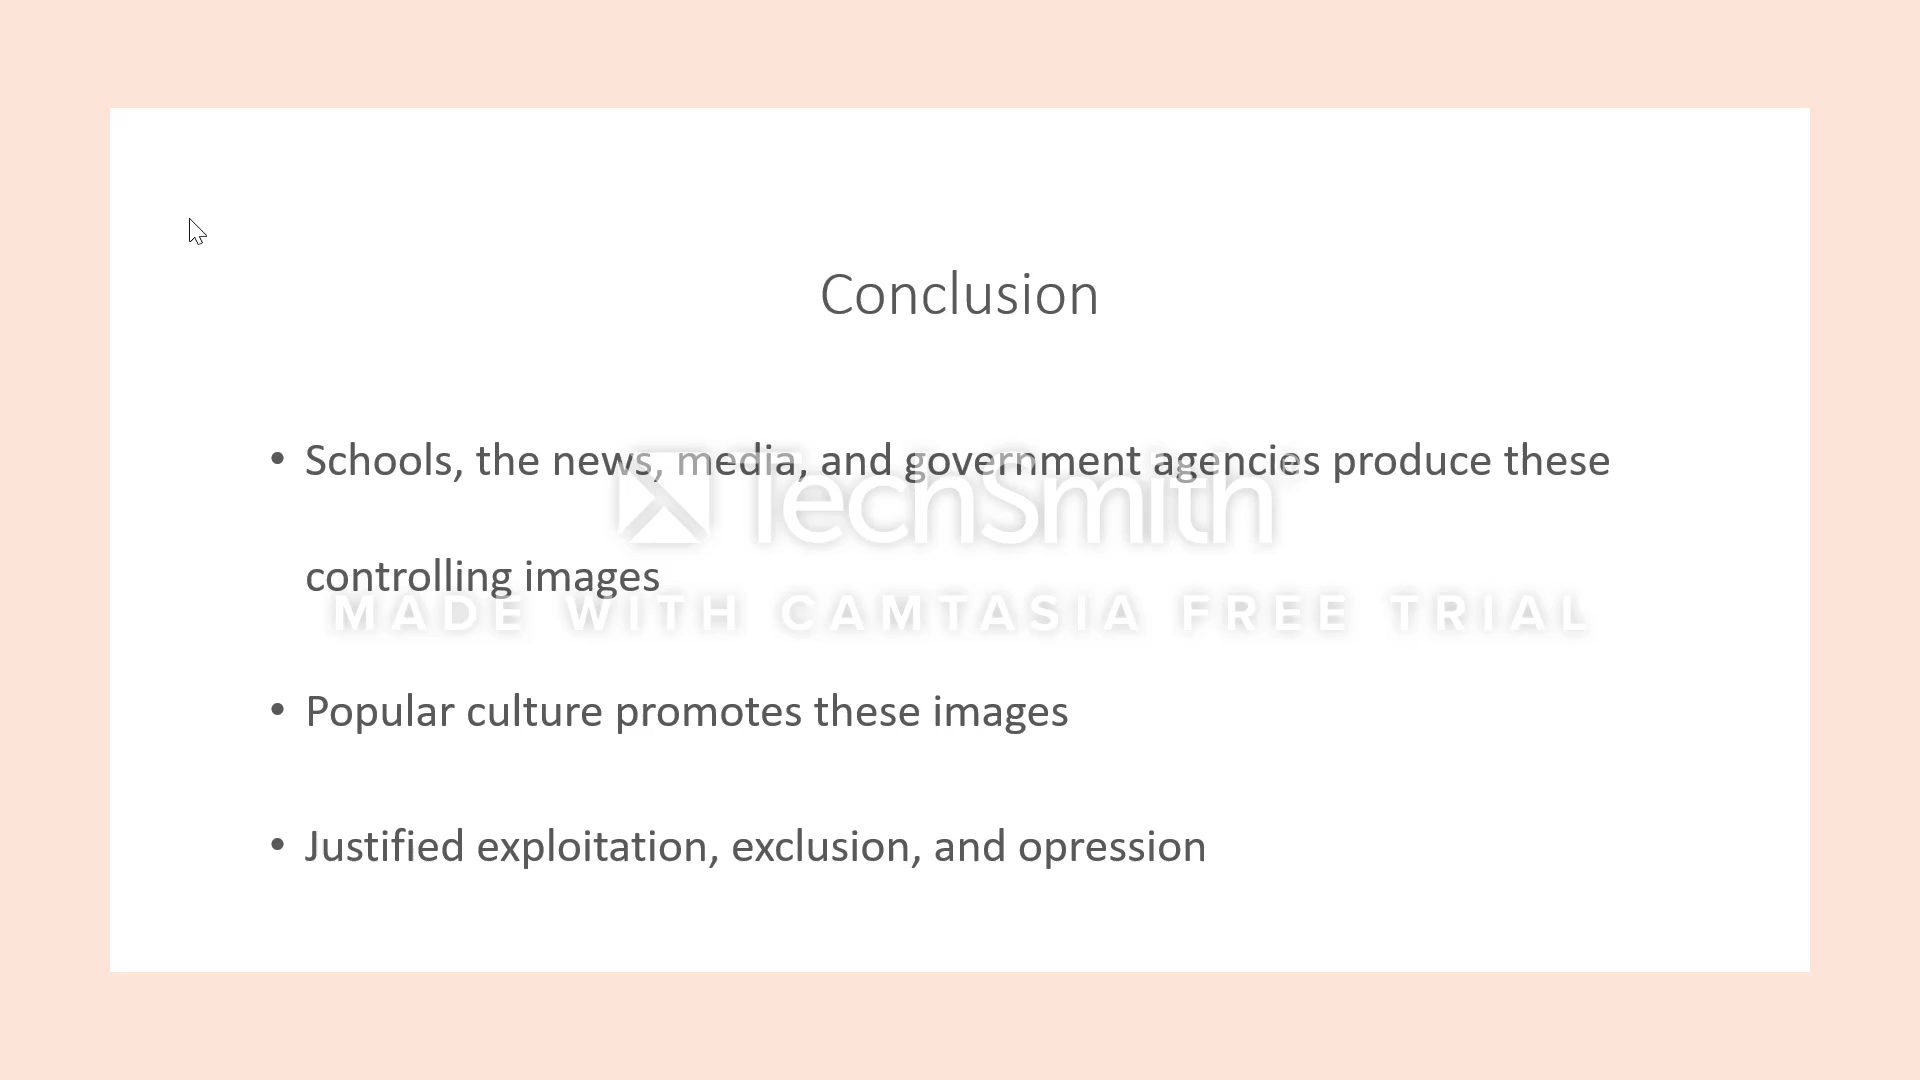 Conclusion
• Schools, the news, media, and government agencies produce these
TechSmith
controlling images
MADE WITH CAMTASIA FREE TRIAL
• Popular culture promotes these images
• Justified exploitation, exclusion, and opression